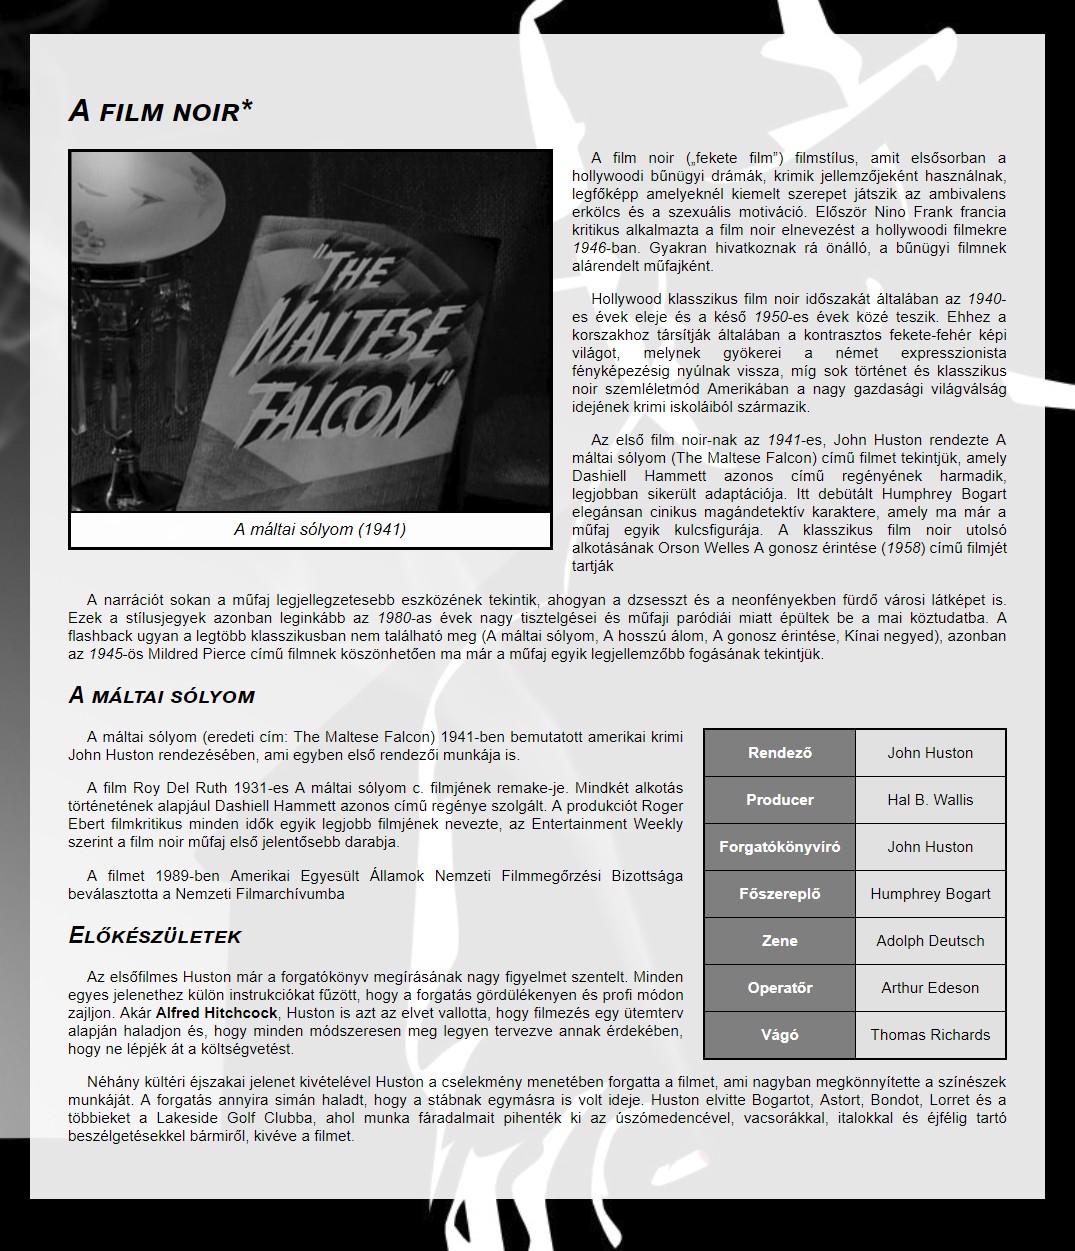 A FILM NOIR*
"THE
MALTESE
FALCON"
A máltai sólyom (1941)
A film noir („fekete film”) filmstílus, amit elsősorban a
hollywoodi bűnügyi drámák, krimik jellemzőjeként használnak,
legfőképp amelyeknél kiemelt szerepet játszik az ambivalens
erkölcs és a szexuális motiváció. Először Nino Frank francia
kritikus alkalmazta a film noir elnevezést a hollywoodi filmekre
1946-ban. Gyakran hivatkoznak rá önálló, a bűnügyi filmnek
alárendelt műfajként.
Hollywood klasszikus film noir időszakát általában az 1940-
es évek eleje és a késő 1950-es évek közé teszik. Ehhez a
korszakhoz társítják általában a kontrasztos fekete-fehér képi
világot, melynek gyökerei a német expresszionista
fényképezésig nyúlnak vissza, míg sok történet és klasszikus
noir szemléletmód Amerikában a nagy gazdasági világválság
idejének krimi iskoláiból származik.
Az első film noir-nak az 1941-es, John Huston rendezte A
máltai sólyom (The Maltese Falcon) című filmet tekintjük, amely
Dashiell Hammett azonos című regényének harmadik,
legjobban sikerült adaptációja. Itt debütált Humphrey Bogart
elegánsan cinikus magándetektív karaktere, amely ma már a
műfaj egyik kulcsfigurája. A klasszikus film noir utolsó
alkotásának Orson Welles A gonosz érintése (1958) című filmjét
tartják
A narrációt sokan a műfaj legjellegzetesebb eszközének tekintik, ahogyan a dzsesszt és a neonfényekben fürdő városi látképet is.
Ezek a stílusjegyek azonban leginkább az 1980-as évek nagy tisztelgései és műfaji paródiái miatt épültek be a mai köztudatba. A
flashback ugyan a legtöbb klasszikusban nem található meg (A máltai sólyom, A hosszú álom, A gonosz érintése, Kínai negyed), azonban
az 1945-ös Mildred Pierce című filmnek köszönhetően ma már a műfaj egyik legjellemzőbb fogásának tekintjük.
A MÁLTAI SÓLYOM
A máltai sólyom (eredeti cím: The Maltese Falcon) 1941-ben bemutatott amerikai krimi
John Huston rendezésében, ami egyben első rendezői munkája is.
A film Roy Del Ruth 1931-es A máltai sólyom c. filmjének remake-je. Mindkét alkotás
történetének alapjául Dashiell Hammett azonos című regénye szolgált. A produkciót Roger
Ebert filmkritikus minden idők egyik legjobb filmjének nevezte, az Entertainment Weekly
szerint a film noir műfaj első jelentősebb darabja.
A filmet 1989-ben Amerikai Egyesült Államok Nemzeti Filmmegőrzési Bizottsága
beválasztotta a Nemzeti Filmarchívumba
Rendező John Huston
Producer Hal B. Wallis
Forgatókönyvíró John Huston
Főszereplő Humphrey Bogart
Zene Adolph Deutsch
Operatőr Arthur Edeson
Vágó Thomas Richards
ELŐKÉSZÜLETEK
Az elsőfilmes Huston már a forgatókönyv megírásának nagy figyelmet szentelt. Minden
egyes jelenethez külön instrukciókat fűzött, hogy a forgatás gördülékenyen és profi módon
zajljon. Akár Alfred Hitchcock, Huston is azt az elvet vallotta, hogy filmezés egy ütemterv
alapján haladjon és, hogy minden módszeresen meg legyen tervezve annak érdekében,
hogy ne lépjék át a költségvetést.
Néhány kültéri éjszakai jelenet kivételével Huston a cselekmény menetében forgatta a filmet, ami nagyban megkönnyítette a színészek
munkáját. A forgatás annyira simán haladt, hogy a stábnak egymásra is volt ideje. Huston elvitte Bogartot, Astort, Bondot, Lorret és a
többieket a Lakeside Golf Clubba, ahol munka fáradalmait pihenték ki az úszómedencével, vacsorákkal, italokkal és éjfélig tartó
beszélgetésekkel bármiről, kivéve a filmet.